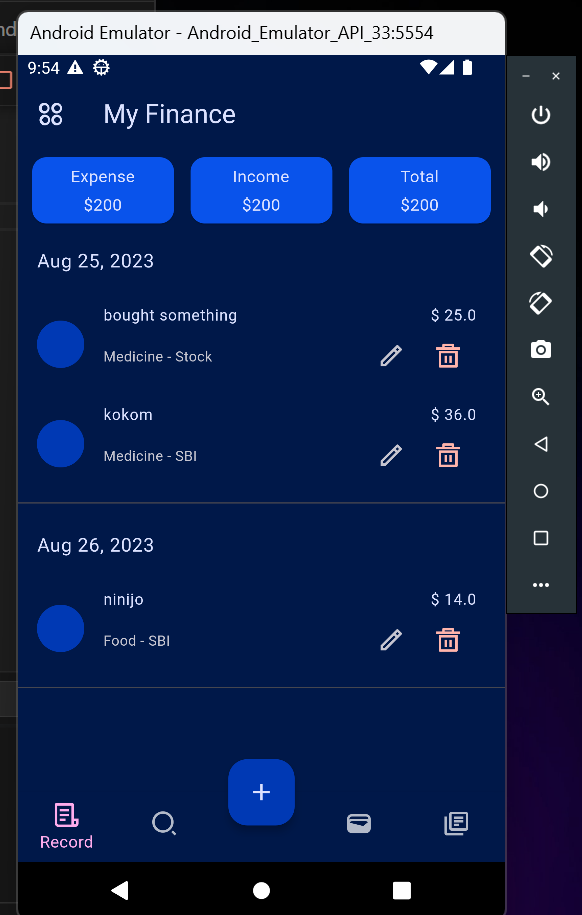 Android Emulator - Android_Emulator_API_33:5554
9:54
My Finance
Expense
$200
Income
$200
Total
$200
Aug 25, 2023
bought something
$ 25.0
Medicine - Stock
kokom
$ 36.0
Medicine - SBI
Aug 26, 2023
ninijo
$ 14.0
Food - SBI
Record